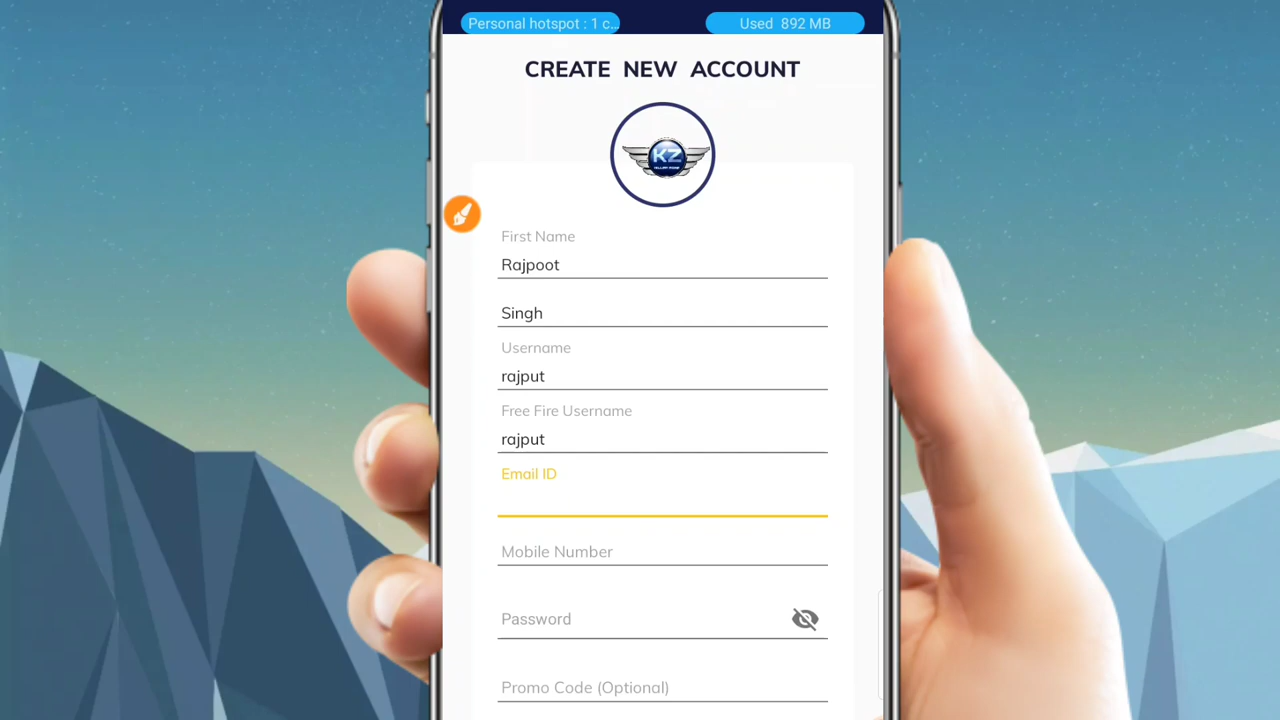 Personal hotspot : 1 c... Used 892 MB
CREATE NEW ACCOUNT
KZ
First Name
Rajpoot
Singh
Username
rajput
Free Fire Username
rajput
Email ID
Mobile Number
Password
Promo Code (Optional)